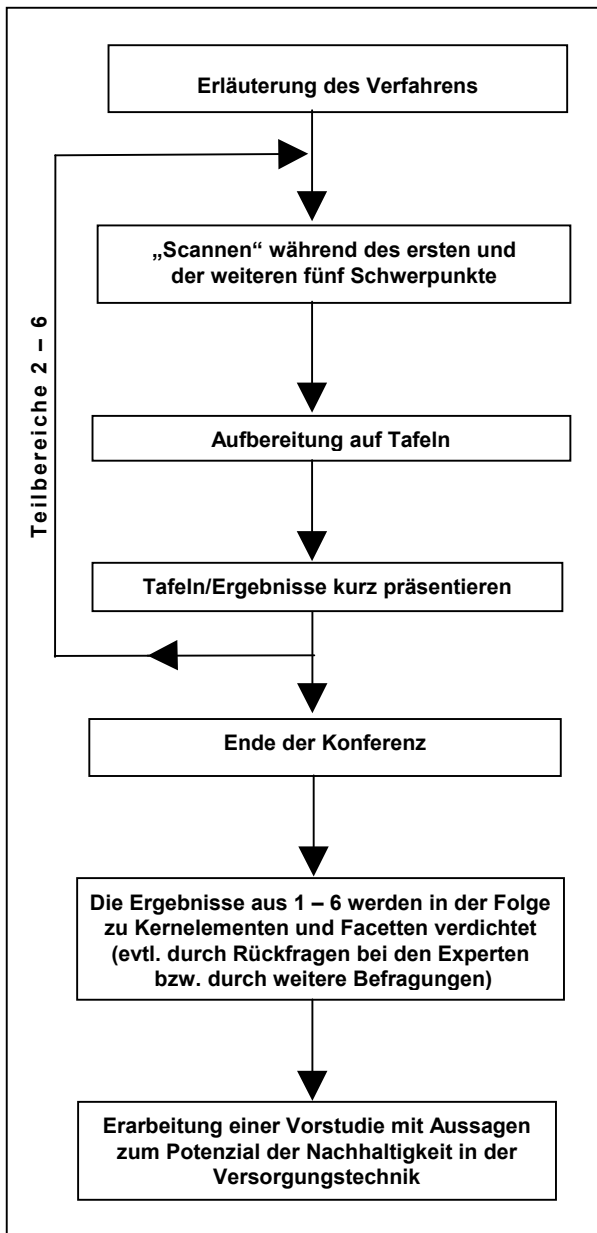 Erläuterung des Verfahrens
„Scannen“ während des ersten und
der weiteren fünf Schwerpunkte
Teilbereiche 2 – 6
Aufbereitung auf Tafeln
Tafeln/Ergebnisse kurz präsentieren
Ende der Konferenz
Die Ergebnisse aus 1 – 6 werden in der Folge
zu Kernelementen und Facetten verdichtet
(evtl. durch Rückfragen bei den Experten
bzw. durch weitere Befragungen)
Erarbeitung einer Vorstudie mit Aussagen
zum Potenzial der Nachhaltigkeit in der
Versorgungstechnik